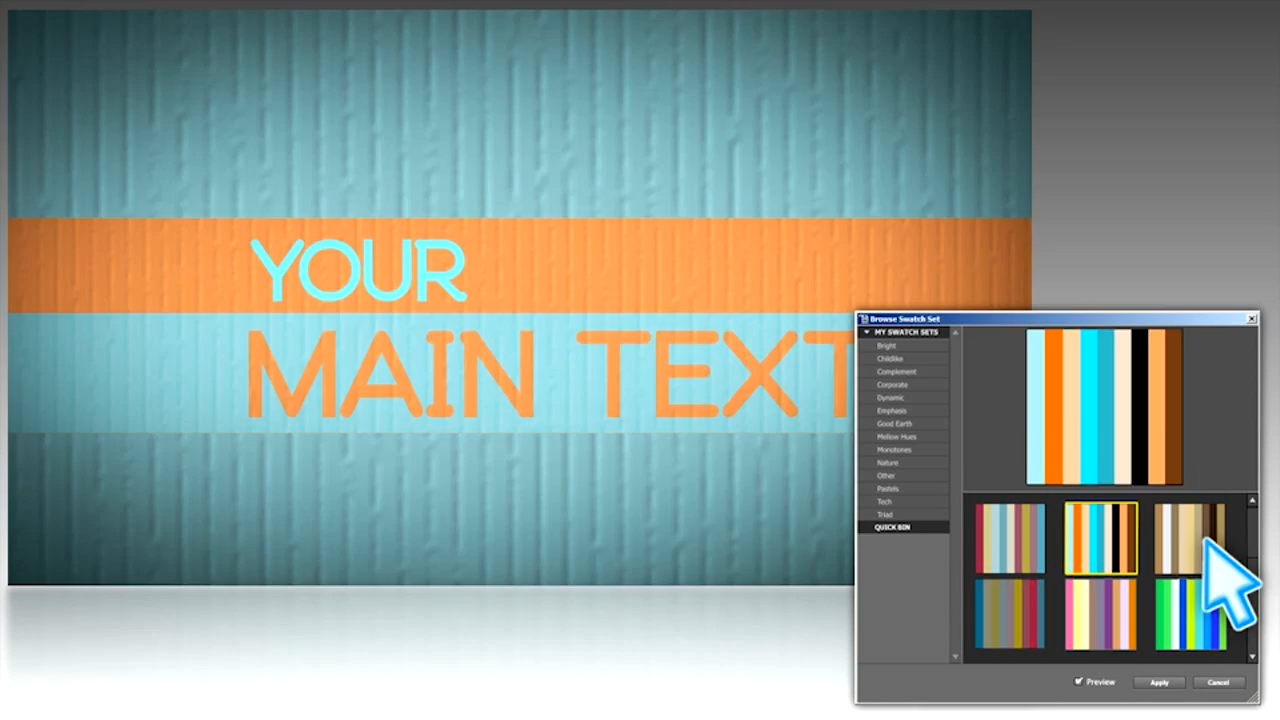 YOUR
MAIN TEXT
Browse Swatch Set
MY SWATCH SETS
Bright
Childlike
Complement
Corporate
Dynamic
Emphasis
Good Earth
Mellow Hues
Monotones
Nature
Other
Pastels
Tech
Triad
QUICK BIN
Preview
Apply
Cancel